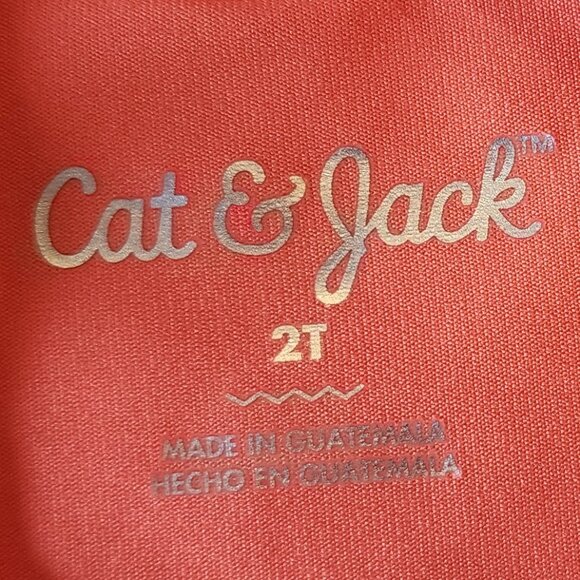 Cat & Jack™
2T
MADE IN GUATEMALA
HECHO EN GUATEMALA